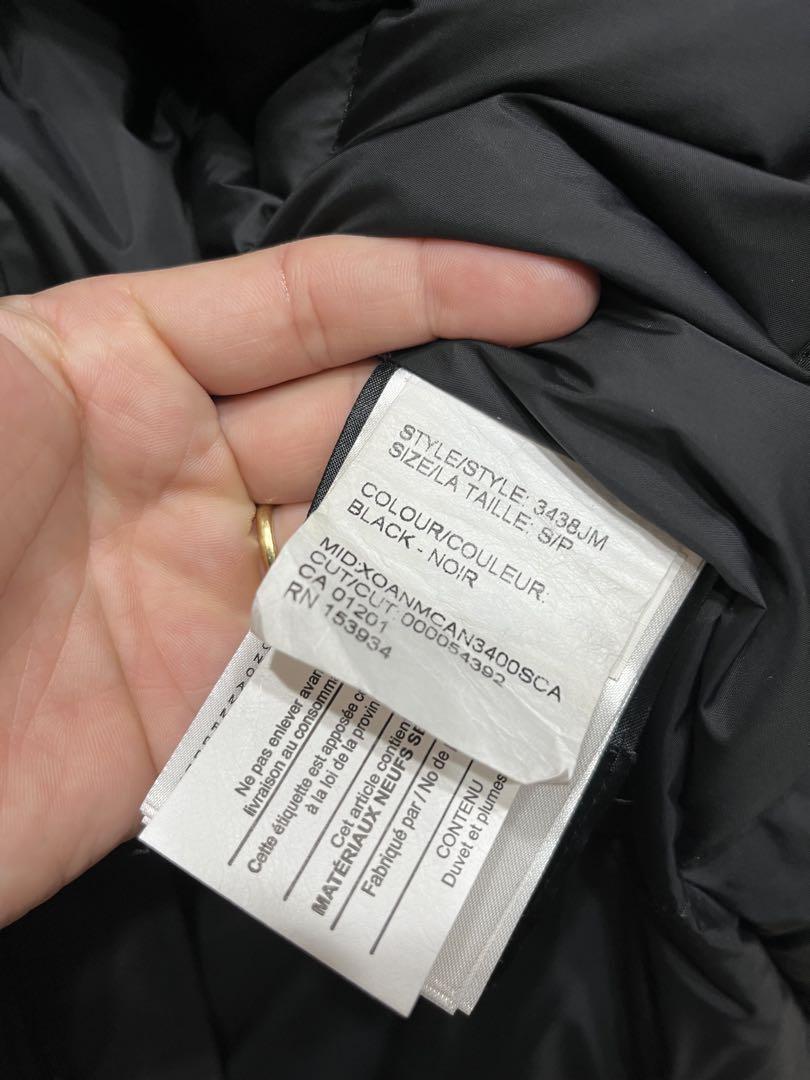 STYLE/STYLE: 3438JM
SIZE/LA TAILLE: S/P
COLOUR/COULEUR:
BLACK - NOIR
MID:XOANMCAN3400SCA
CUT/CUT: 000054392
CA 01201
RN 153934
Ne pas enlever avan
livraison au consomm
Cette étiquette est apposée c
à la loi de la provin
Cet article contien
MATÉRIAUX NEUFS SE
Fabriqué par / No de
CONTENU
Duvet et plumes